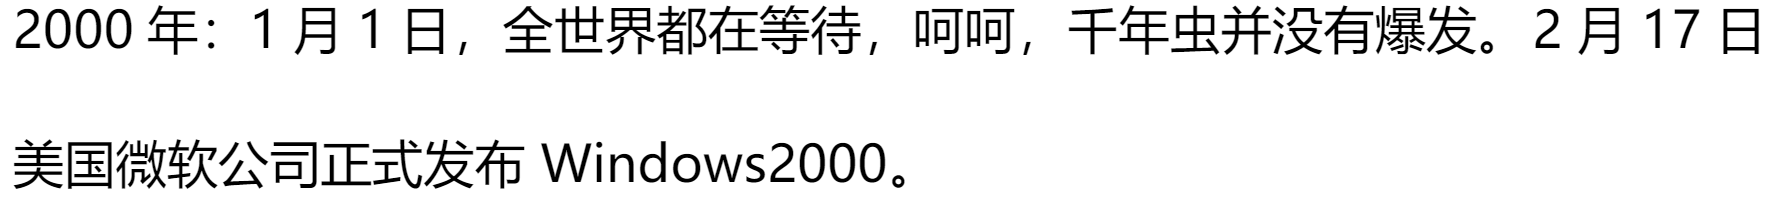 2000 年：1 月 1 日，全世界都在等待，呵呵，千年虫并没有爆发。2 月 17 日
美国微软公司正式发布 Windows2000。